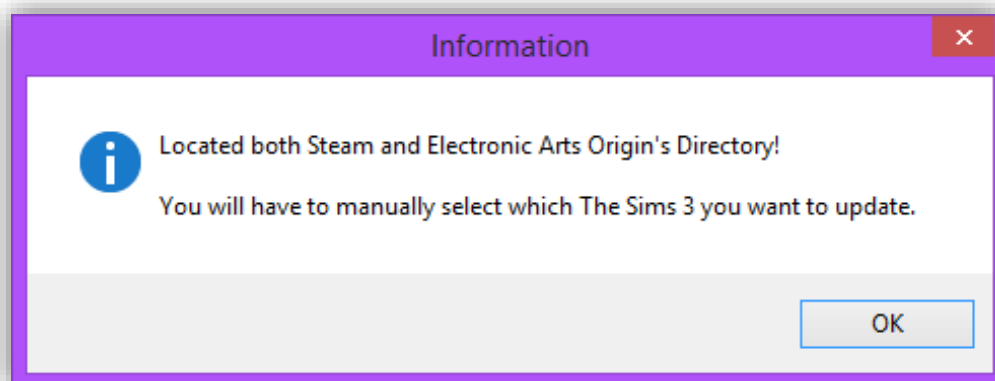 Information
Located both Steam and Electronic Arts Origin's Directory!
You will have to manually select which The Sims 3 you want to update.
OK